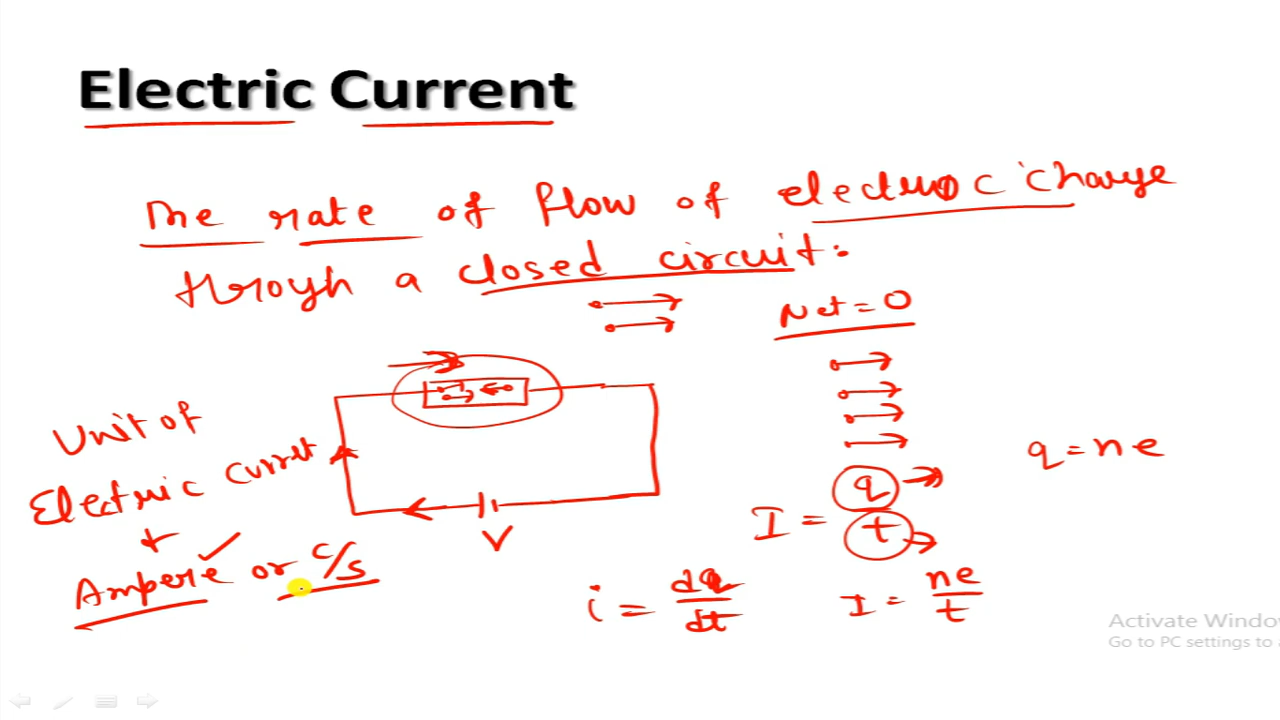 Electric Current
The rate of flow of electric charge
through a closed circuit.
Net = 0
Unit of
Electric current
Ampere or C/S
V
q = ne
I = q/t
i = dq/dt
I = ne/t
Activate Windo
Go to PC settings to a